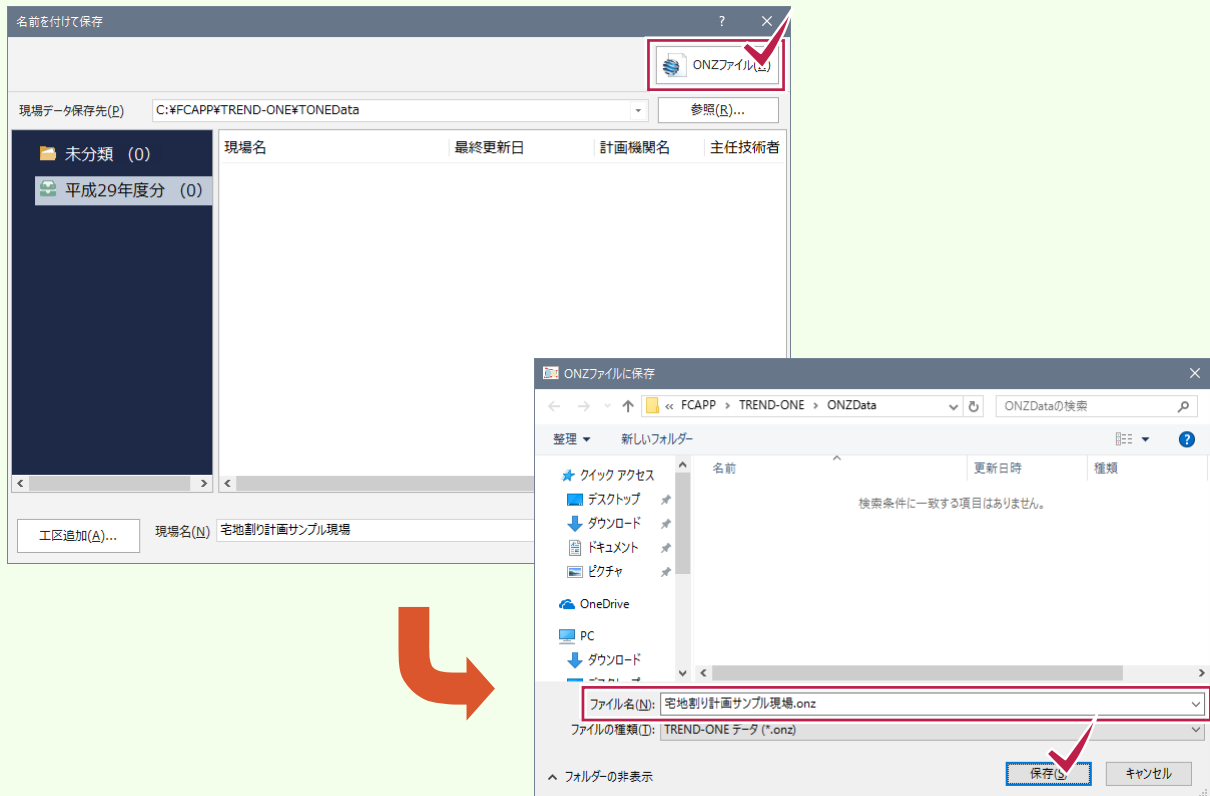 名前を付けて保存
ONZファイル
現場データ保存先(P) C:¥FCAPP¥TREND-ONE¥TONEData 参照(R)...
未分類 (0)
平成29年度分 (0)
現場名 最終更新日 計画機関名 主任技術者
工区追加(A)... 現場名(N) 宅地割り計画サンプル現場
ONZファイルに保存
« FCAPP › TREND-ONE › ONZData ONZDataの検索
整理 新しいフォルダー
名前 更新日時 種類
検索条件に一致する項目はありません。
クイック アクセス
デスクトップ
ダウンロード
ドキュメント
ピクチャ
OneDrive
PC
ダウンロード
デスクトップ
ファイル名(N): 宅地割り計画サンプル現場.onz
ファイルの種類(T): TREND-ONE データ (*.onz)
フォルダーの非表示 保存(S) キャンセル